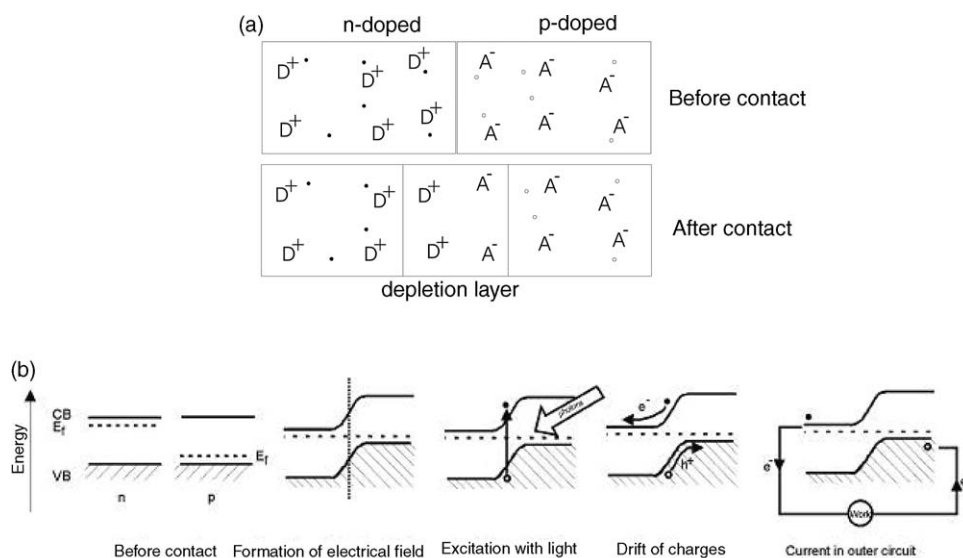 (a)
n-doped p-doped
D+ D+ D+ A- A- A-
D+ D+ D+ A- A- A-
Before contact
D+ D+ D+ A- A- A-
D+ D+ D+ A- A- A-
After contact
depletion layer
(b)
Energy
CB
Ef
VB
Ef
n p
photons
e-
h+
e-
Work
Before contact Formation of electrical field Excitation with light Drift of charges Current in outer circuit